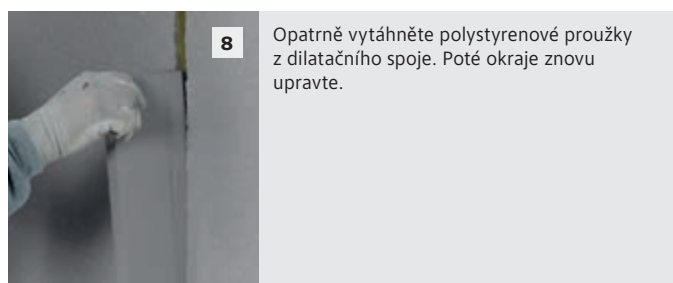 8
Opatrně vytáhněte polystyrenové proužky
z dilatačního spoje. Poté okraje znovu
upravte.